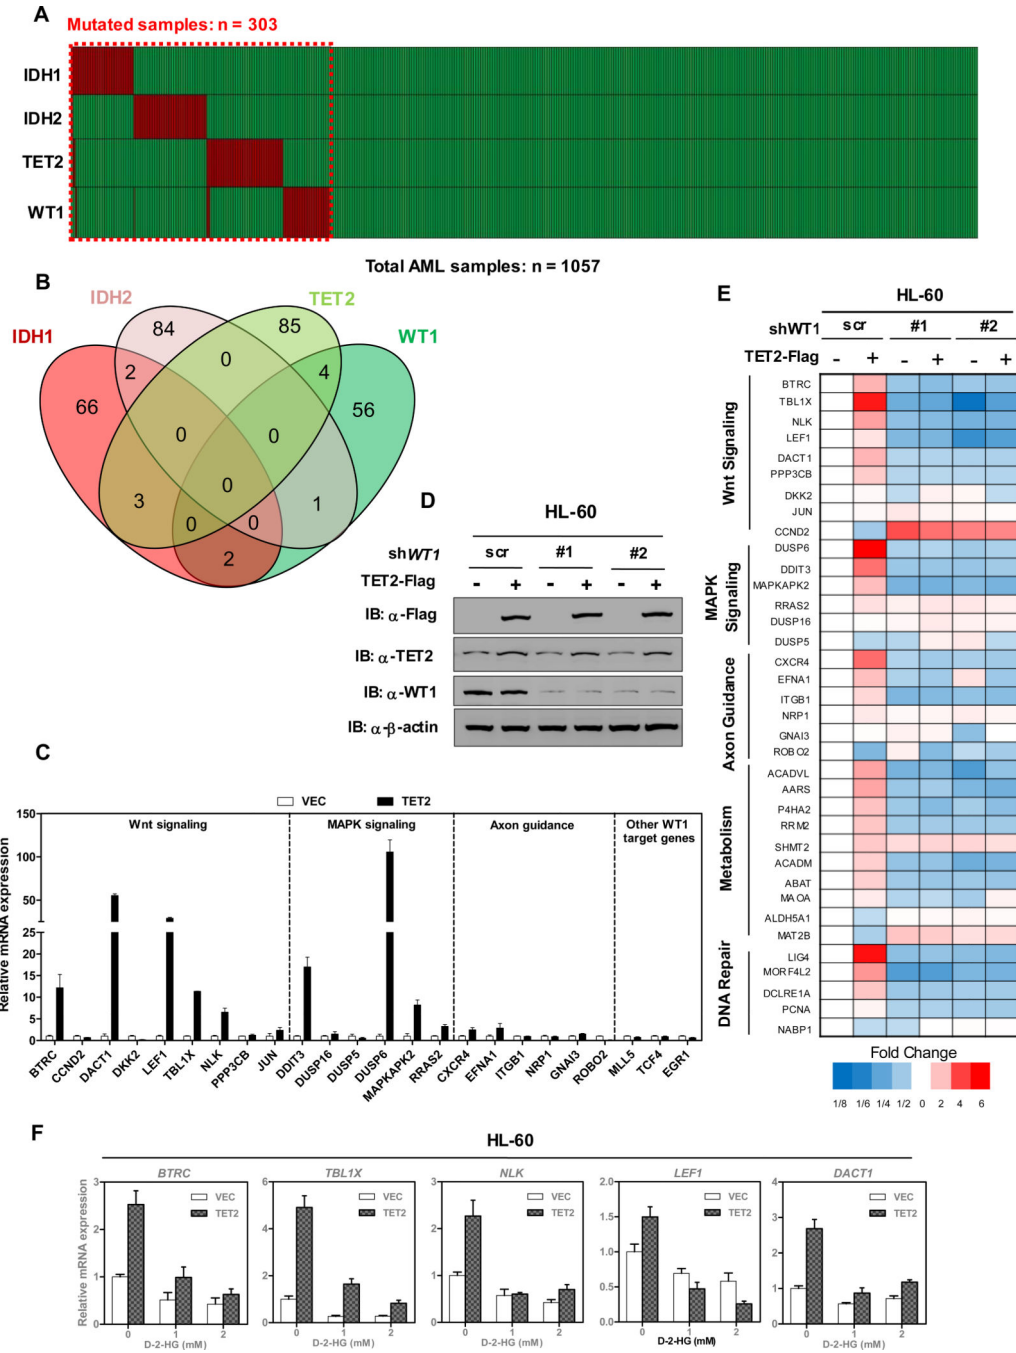 A
Mutated samples: n = 303
IDH1
IDH2
TET2
WT1
Total AML samples: n = 1057
B
IDH1
IDH2
TET2
WT1
84
85
2
0
4
66
56
0
0
3
0
1
0
0
2
D
HL-60
shWT1
scr
#1
#2
TET2-Flag
-
+
-
+
-
+
IB: α-Flag
IB: α-TET2
IB: α-WT1
IB: α-β-actin
C
VEC
TET2
Relative mRNA expression
150
100
50
25
20
15
10
5
0
Wnt signaling
MAPK signaling
Axon guidance
Other WT1
target genes
BTRC
CCND2
DACT1
DKK2
LEF1
TBL1X
NLK
PPP3CB
JUN
DDIT3
DUSP16
DUSP5
DUSP6
MAPKAPK2
RRAS2
CXCR4
EFNA1
ITGB1
NRP1
GNAI3
ROBO2
MLL5
TCF4
EGR1
E
HL-60
shWT1
scr
#1
#2
TET2-Flag
-
+
-
+
-
+
Wnt Signaling
BTRC
TBL1X
NLK
LEF1
DACT1
PPP3CB
DKK2
JUN
CCND2
MAPK
Signaling
DUSP6
DDIT3
MAPKAPK2
RRAS2
DUSP16
DUSP5
Axon Guidance
CXCR4
EFNA1
ITGB1
NRP1
GNAI3
ROBO2
Metabolism
ACADVL
AARS
P4HA2
RRM2
SHMT2
ACADM
ABAT
MAOA
ALDH5A1
MAT2B
DNA Repair
LIG4
MORF4L2
DCLRE1A
PCNA
NABP1
Fold Change
1/8 1/6 1/4 1/2 0 2 4 6
F
HL-60
BTRC
Relative mRNA expression
3
2
1
0
VEC
TET2
0 1 2
D-2-HG (mM)
TBL1X
6
4
2
0
VEC
TET2
0 1 2
D-2-HG (mM)
NLK
3
2
1
0
VEC
TET2
0 1 2
D-2-HG (mM)
LEF1
2.0
1.5
1.0
0.5
0.0
VEC
TET2
0 1 2
D-2-HG (mM)
DACT1
4
3
2
1
0
VEC
TET2
0 1 2
D-2-HG (mM)